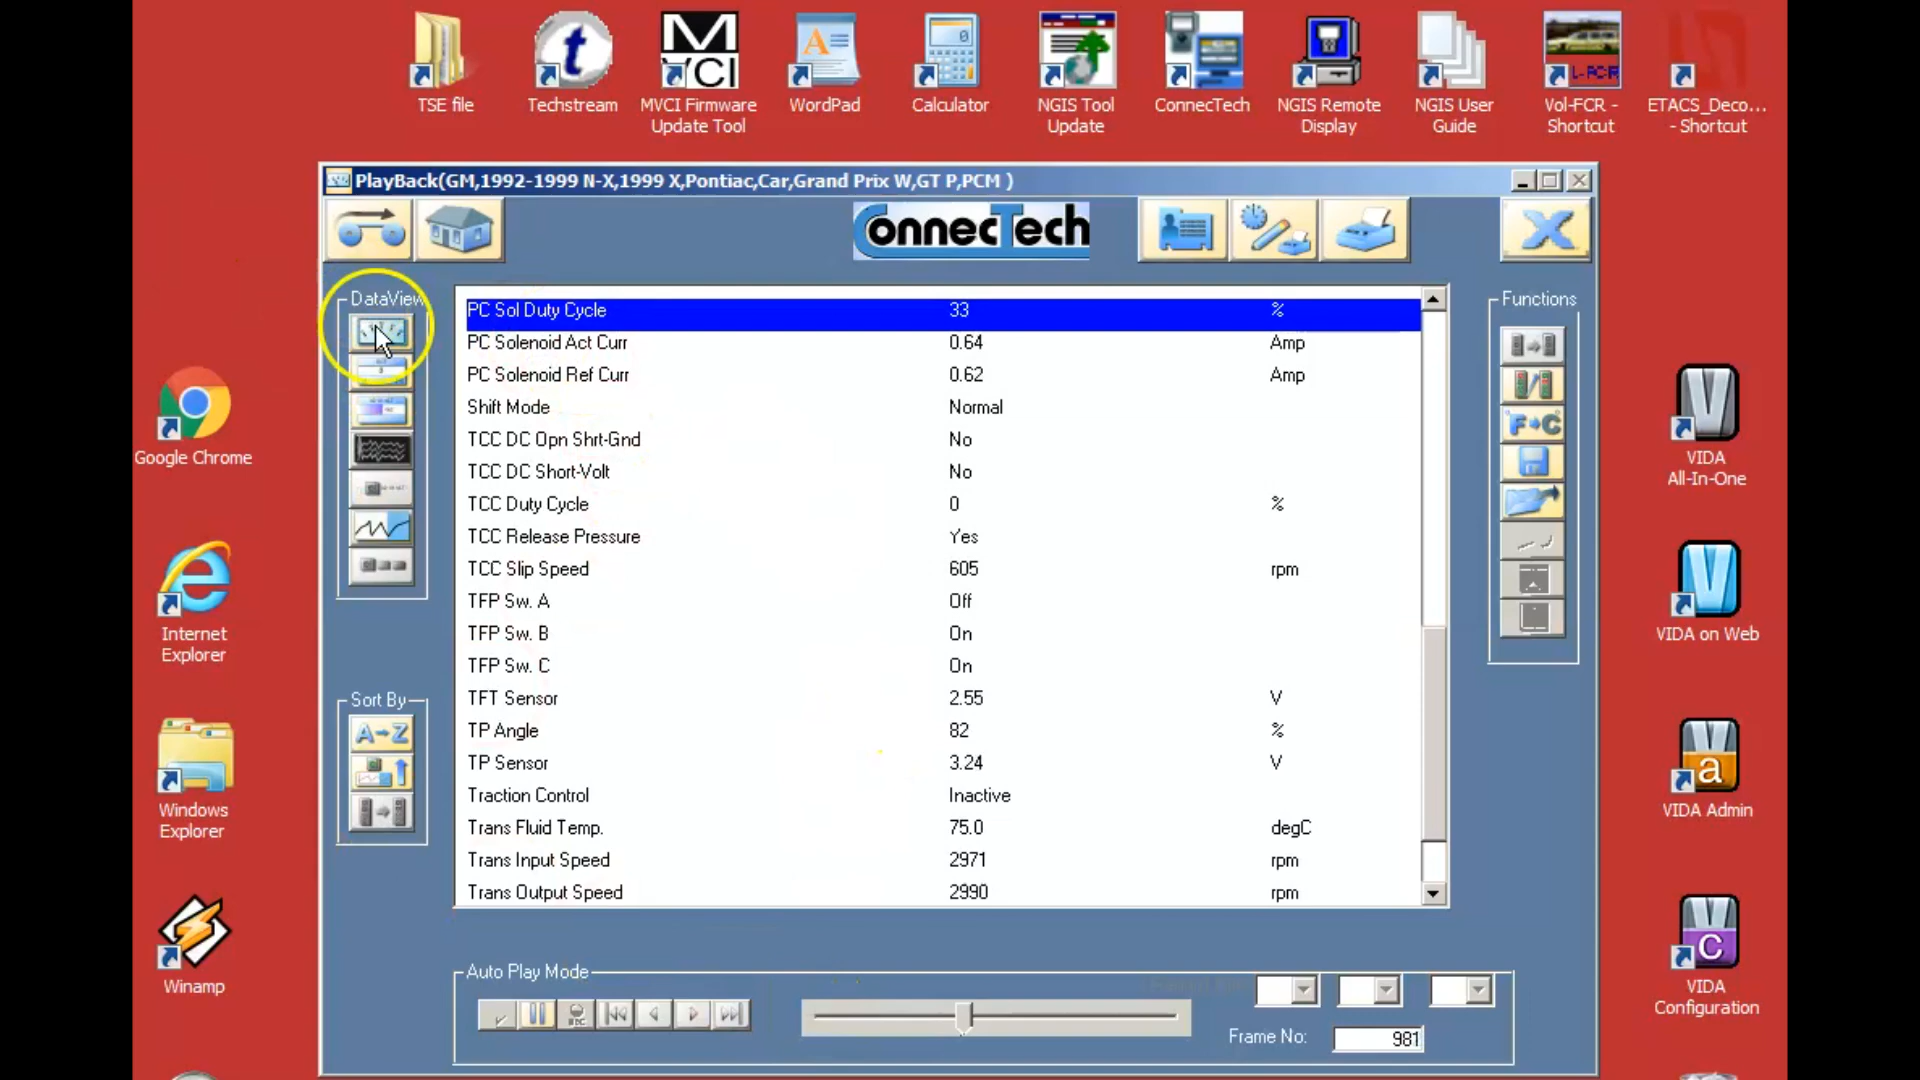 TSE file
Techstream
MVCI Firmware
Update Tool
WordPad
Calculator
NGIS Tool
Update
ConnecTech
NGIS Remote
Display
NGIS User
Guide
Vol-FCR -
Shortcut
ETACS_Deco...
- Shortcut
PlayBack(GM,1992-1999 N-X,1999 X,Pontiac,Car,Grand Prix W,GT P,PCM )
ConnecTech
DataView
Functions
PC Sol Duty Cycle 33 %
PC Solenoid Act Curr 0.64 Amp
PC Solenoid Ref Curr 0.62 Amp
Shift Mode Normal
TCC DC Opn Shrt-Gnd No
TCC DC Short-Volt No
TCC Duty Cycle 0 %
TCC Release Pressure Yes
TCC Slip Speed 605 rpm
TFP Sw. A Off
TFP Sw. B On
TFP Sw. C On
TFT Sensor 2.55 V
TP Angle 82 %
TP Sensor 3.24 V
Traction Control Inactive
Trans Fluid Temp. 75.0 degC
Trans Input Speed 2971 rpm
Trans Output Speed 2990 rpm
°F→C
Sort By
A→Z
Auto Play Mode
Frame No: 981
Google Chrome
Internet
Explorer
Windows
Explorer
Winamp
VIDA
All-In-One
VIDA on Web
VIDA Admin
VIDA
Configuration